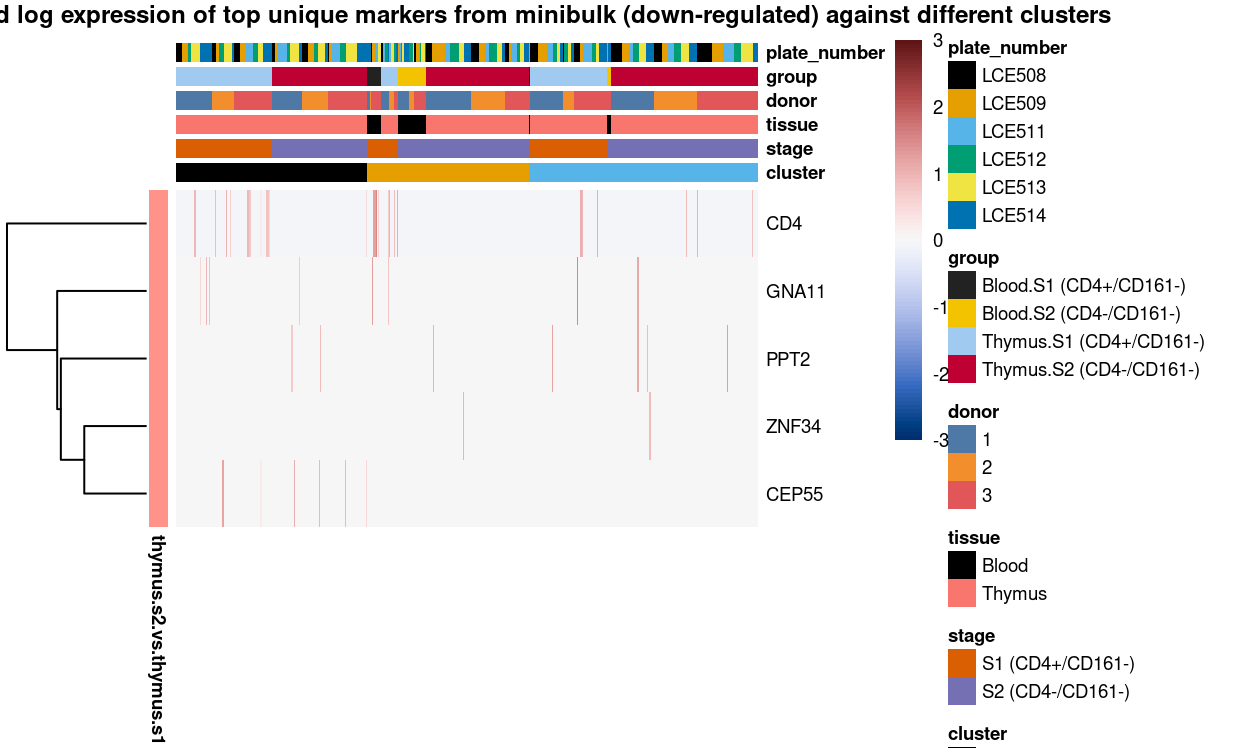 d log expression of top unique markers from minibulk (down-regulated) against different clusters
plate_number
group
donor
tissue
stage
cluster
CD4
GNA11
PPT2
ZNF34
CEP55
thymus.s2.vs.thymus.s1
3
2
1
0
-1
-2
-3
plate_number
LCE508
LCE509
LCE511
LCE512
LCE513
LCE514
group
Blood.S1 (CD4+/CD161-)
Blood.S2 (CD4-/CD161-)
Thymus.S1 (CD4+/CD161-)
Thymus.S2 (CD4-/CD161-)
donor
1
2
3
tissue
Blood
Thymus
stage
S1 (CD4+/CD161-)
S2 (CD4-/CD161-)
cluster